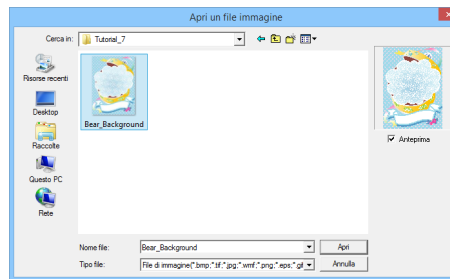 Apri un file immagine
Cerca in:
Tutorial_7
Risorse recenti
Desktop
Raccolte
Questo PC
Rete
Bear_Background
Anteprima
Nome file:
Bear_Background
Apri
Tipo file:
File di immagine(*.bmp;*.tif;*.jpg;*.wmf;*.png;*.eps;*.gif
Annulla